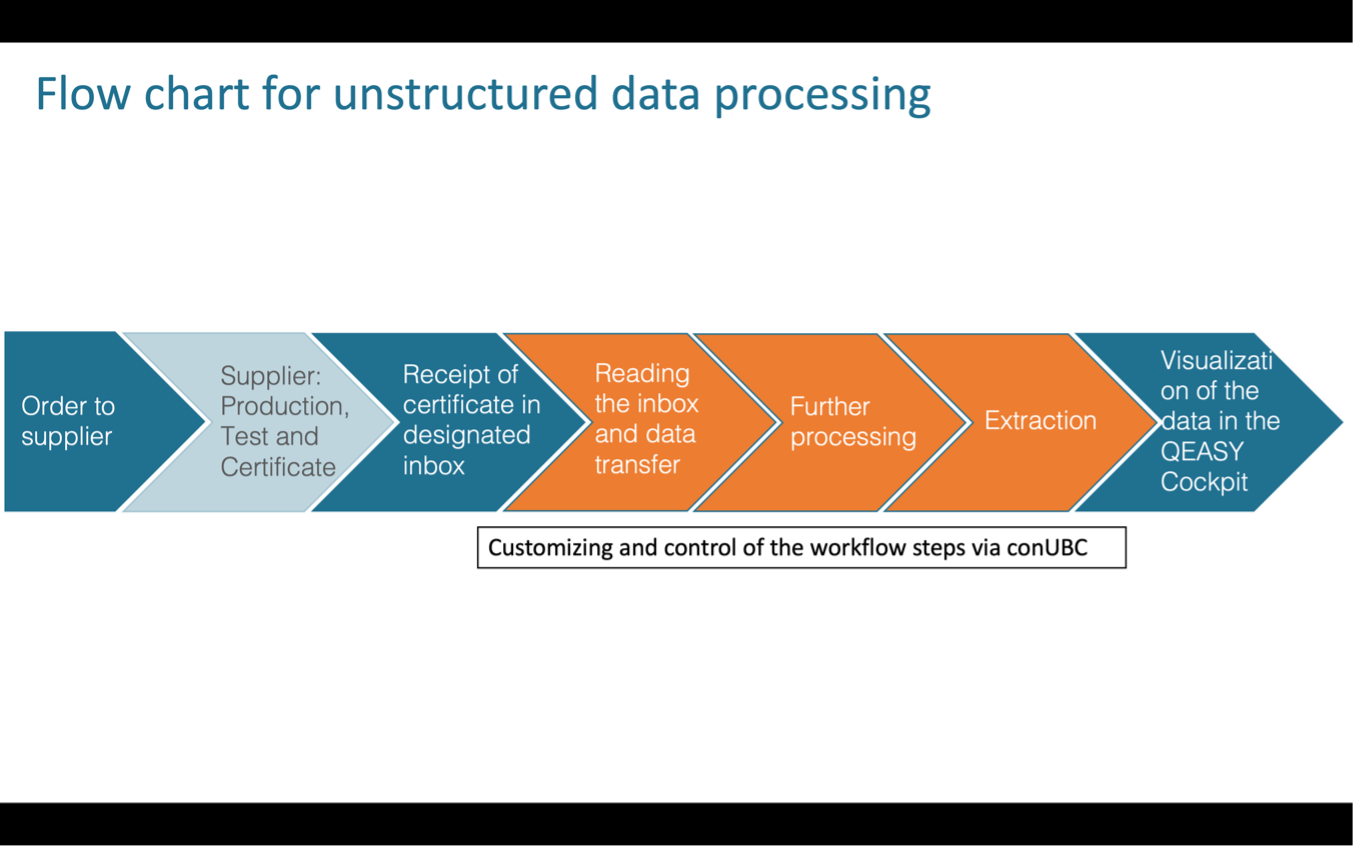 Flow chart for unstructured data processing
Order to
supplier
Supplier:
Production,
Test and
Certificate
Receipt of
certificate in
designated
inbox
Reading
the inbox
and data
transfer
Further
processing
Extraction
Visualizati
on of the
data in the
QEASY
Cockpit
Customizing and control of the workflow steps via conUBC